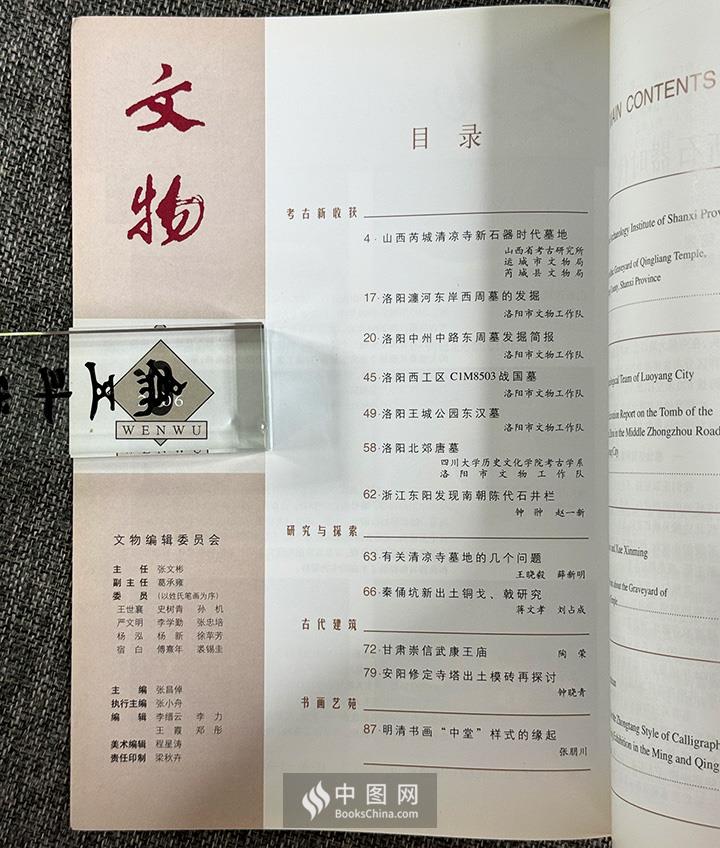 文
物
06
WENWU
文物编辑委员会
主 任 张文彬
副主任 葛承雍
委 员 (以姓氏笔画为序)
王世襄 史树青 孙 机
严文明 李学勤 张忠培
杨 泓 杨 新 徐苹芳
宿 白 傅熹年 裘锡圭
主 编 张昌倬
执行主编 张小舟
编 辑 李缙云 李 力
王 霞 郑 彤
美术编辑 程星涛
责任印制 梁秋卉
目 录
考古新收获
4·山西芮城清凉寺新石器时代墓地
山西省考古研究所
运城市文物局
芮城县文物局
17·洛阳瀍河东岸西周墓的发掘
洛阳市文物工作队
20·洛阳中州中路东周墓发掘简报
洛阳市文物工作队
45·洛阳西工区C1M8503战国墓
洛阳市文物工作队
49·洛阳王城公园东汉墓
洛阳市文物工作队
58·洛阳北郊唐墓
四川大学历史文化学院考古学系
洛阳市文物工作队
62·浙江东阳发现南朝陈代石井栏
钟翀 赵一新
研究与探索
63·有关清凉寺墓地的几个问题
王晓毅 薛新明
66·秦俑坑新出土铜戈、戟研究
蒋文孝 刘占成
古代建筑
72·甘肃崇信武康王庙 陶 荣
79·安阳修定寺塔出土模砖再探讨
钟晓青
书画艺苑
87·明清书画“中堂”样式的缘起
张朋川
CONTENTS
Archaeology Institute of Shanxi Prov
Graveyard of Qingliang Temple,
Shanxi Province
Team of Luoyang City
Report on the Tomb of the
in the Middle Zhongzhou Road
City
and Xue Xinming
about the Graveyard of
Zhongtang Style of Calligraph
in the Ming and Qing
中图网
BooksChina.com